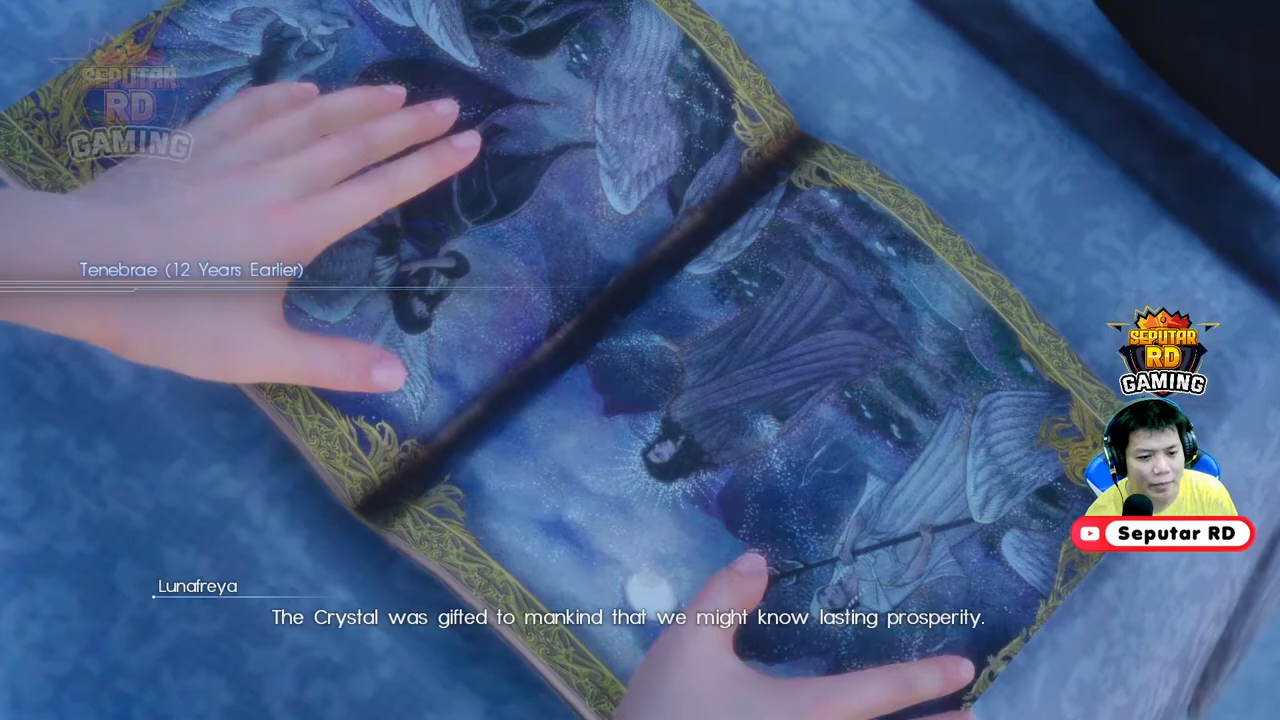 SEPUTAR
RD
GAMING
Tenebrae (12 Years Earlier)
SEPUTAR
RD
GAMING
Seputar RD
Lunafreya
The Crystal was gifted to mankind that we might know lasting prosperity.